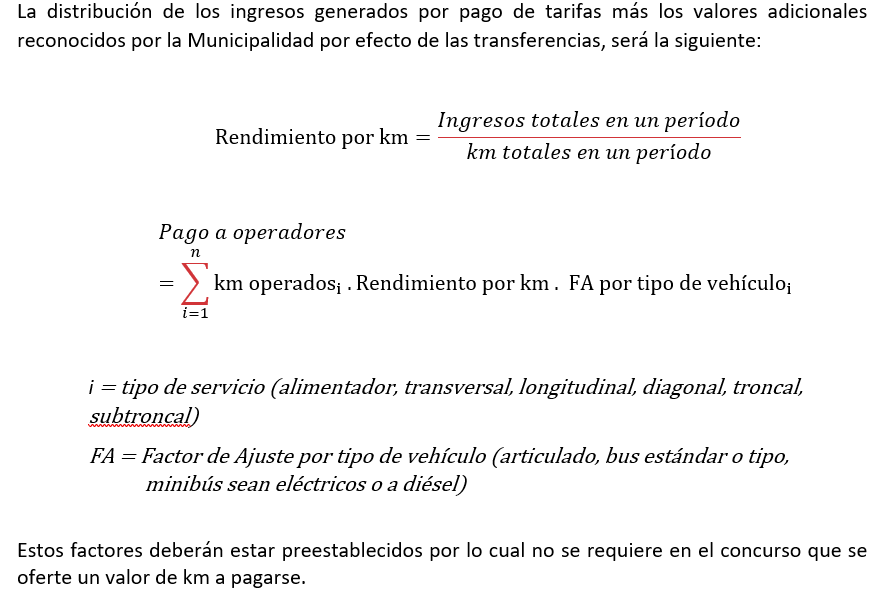 La distribución de los ingresos generados por pago de tarifas más los valores adicionales
reconocidos por la Municipalidad por efecto de las transferencias, será la siguiente:
Rendimiento por km = Ingresos totales en un período / km totales en un período
Pago a operadores
n
= ∑ km operadosᵢ . Rendimiento por km . FA por tipo de vehículoᵢ
i=1
i = tipo de servicio (alimentador, transversal, longitudinal, diagonal, troncal,
subtroncal)
FA = Factor de Ajuste por tipo de vehículo (articulado, bus estándar o tipo,
minibús sean eléctricos o a diésel)
Estos factores deberán estar preestablecidos por lo cual no se requiere en el concurso que se
oferte un valor de km a pagarse.